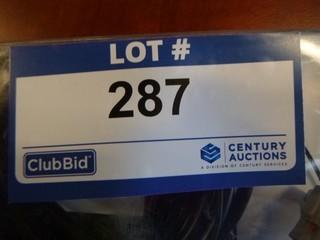 LOT #
287
ClubBid
CENTURY
AUCTIONS
A DIVISION OF CENTURY SERVICES